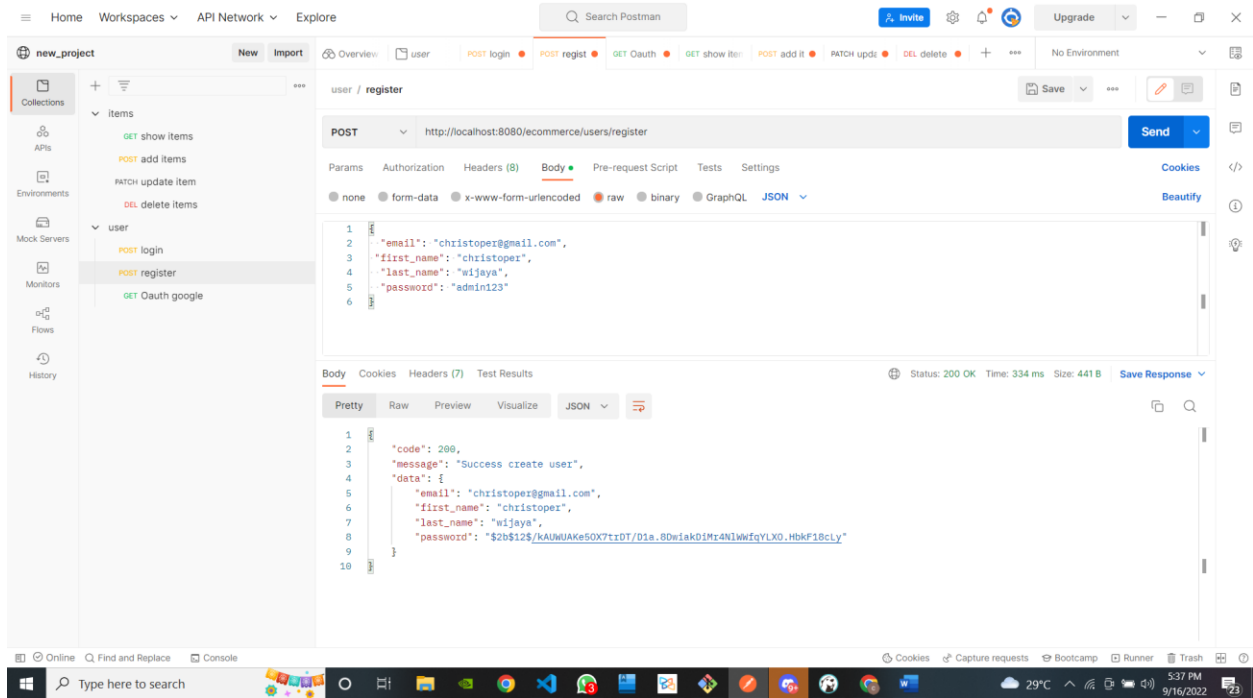 Home Workspaces API Network Explore Search Postman Invite Upgrade
new_project New Import Overview user POST login POST regist GET Oauth GET show iten POST add it PATCH upda DEL delete No Environment
Collections
APIs
Environments
Mock Servers
Monitors
Flows
History
items
GET show items
POST add items
PATCH update item
DEL delete items
user
POST login
POST register
GET Oauth google
user / register Save
POST http://localhost:8080/ecommerce/users/register Send
Params Authorization Headers (8) Body Pre-request Script Tests Settings Cookies
none form-data x-www-form-urlencoded raw binary GraphQL JSON Beautify
1 {
2 "email": "christoper@gmail.com",
3 "first_name": "christoper",
4 "last_name": "wijaya",
5 "password": "admin123"
6 }
Body Cookies Headers (7) Test Results Status: 200 OK Time: 334 ms Size: 441 B Save Response
Pretty Raw Preview Visualize JSON
1 {
2 "code": 200,
3 "message": "Success create user",
4 "data": {
5 "email": "christoper@gmail.com",
6 "first_name": "christoper",
7 "last_name": "wijaya",
8 "password": "$2b$12$/kAUWUAKe5OX7trDT/D1a.8DwiakDiMr4NlWWfqYLXO.HbkF18cLy"
9 }
10 }
Online Find and Replace Console Cookies Capture requests Bootcamp Runner Trash
Type here to search 29°C 5:37 PM
9/16/2022